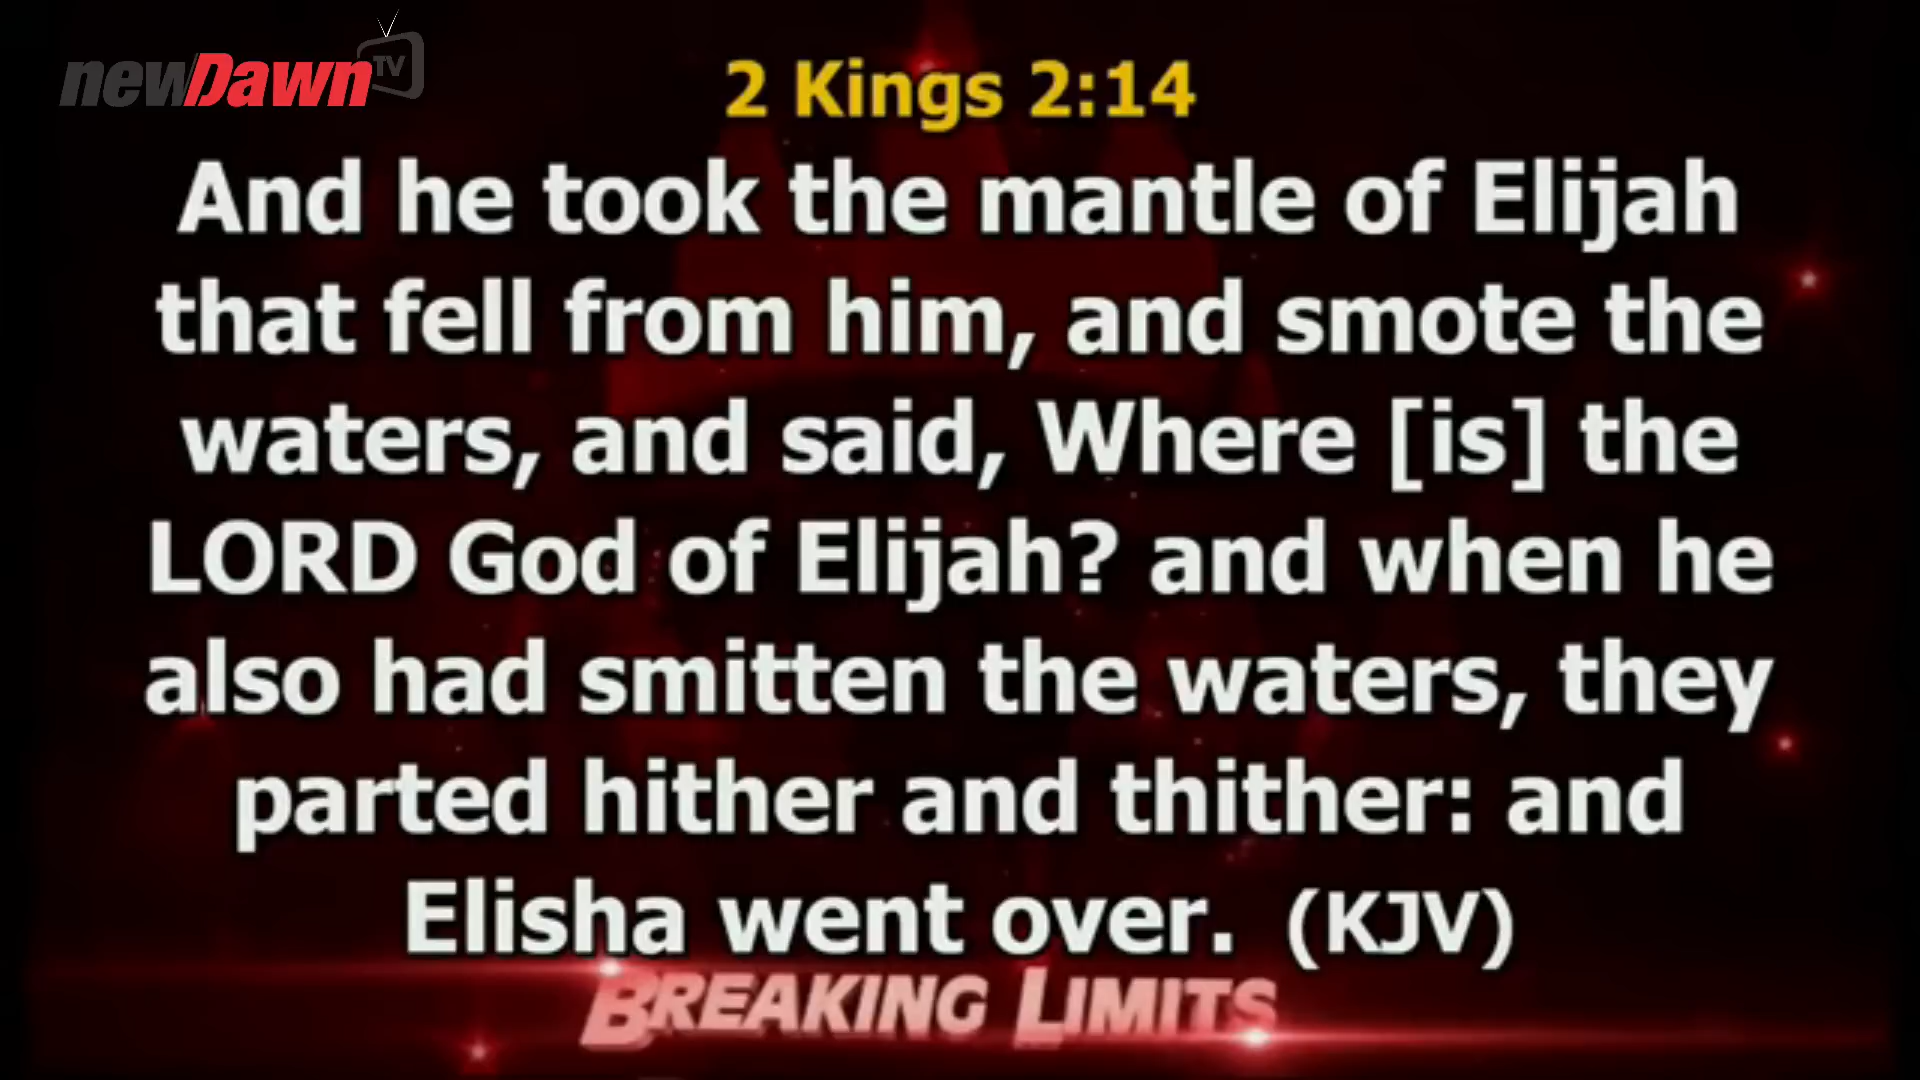 newDawn TV
2 Kings 2:14
And he took the mantle of Elijah
that fell from him, and smote the
waters, and said, Where [is] the
LORD God of Elijah? and when he
also had smitten the waters, they
parted hither and thither: and
Elisha went over. (KJV)
BREAKING LIMITS